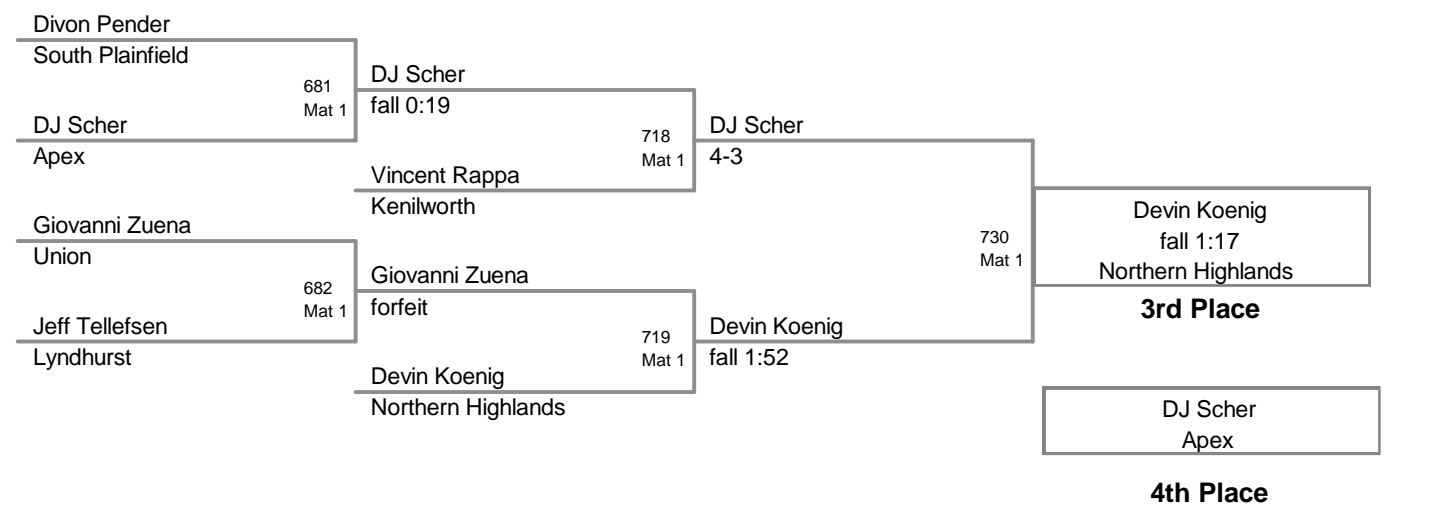 Divon Pender
South Plainfield
681
Mat 1
DJ Scher
Apex
DJ Scher
fall 0:19
718
Mat 1
Vincent Rappa
Kenilworth
DJ Scher
4-3
Giovanni Zuena
Union
682
Mat 1
Jeff Tellefsen
Lyndhurst
Giovanni Zuena
forfeit
719
Mat 1
Devin Koenig
Northern Highlands
Devin Koenig
fall 1:52
730
Mat 1
Devin Koenig
fall 1:17
Northern Highlands
3rd Place
DJ Scher
Apex
4th Place